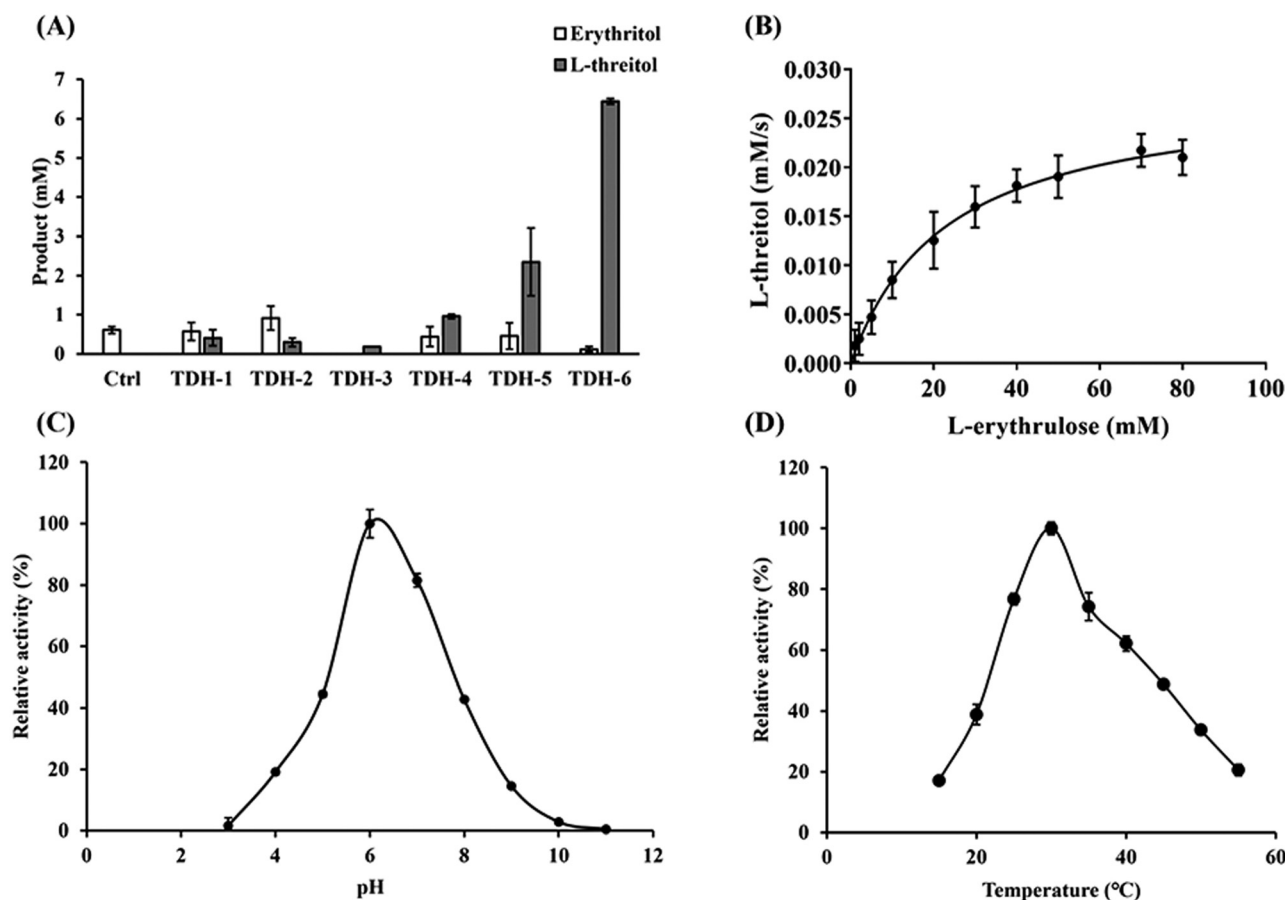 (A)
Erythritol
L-threitol
Product (mM)
7
6
5
4
3
2
1
0
Ctrl TDH-1 TDH-2 TDH-3 TDH-4 TDH-5 TDH-6
(B)
L-threitol (mM/s)
0.030
0.025
0.020
0.015
0.010
0.005
0.000
0 20 40 60 80 100
L-erythrulose (mM)
(C)
Relative activity (%)
120
100
80
60
40
20
0
0 2 4 6 8 10 12
pH
(D)
Relative activity (%)
120
100
80
60
40
20
0
0 20 40 60
Temperature (°C)